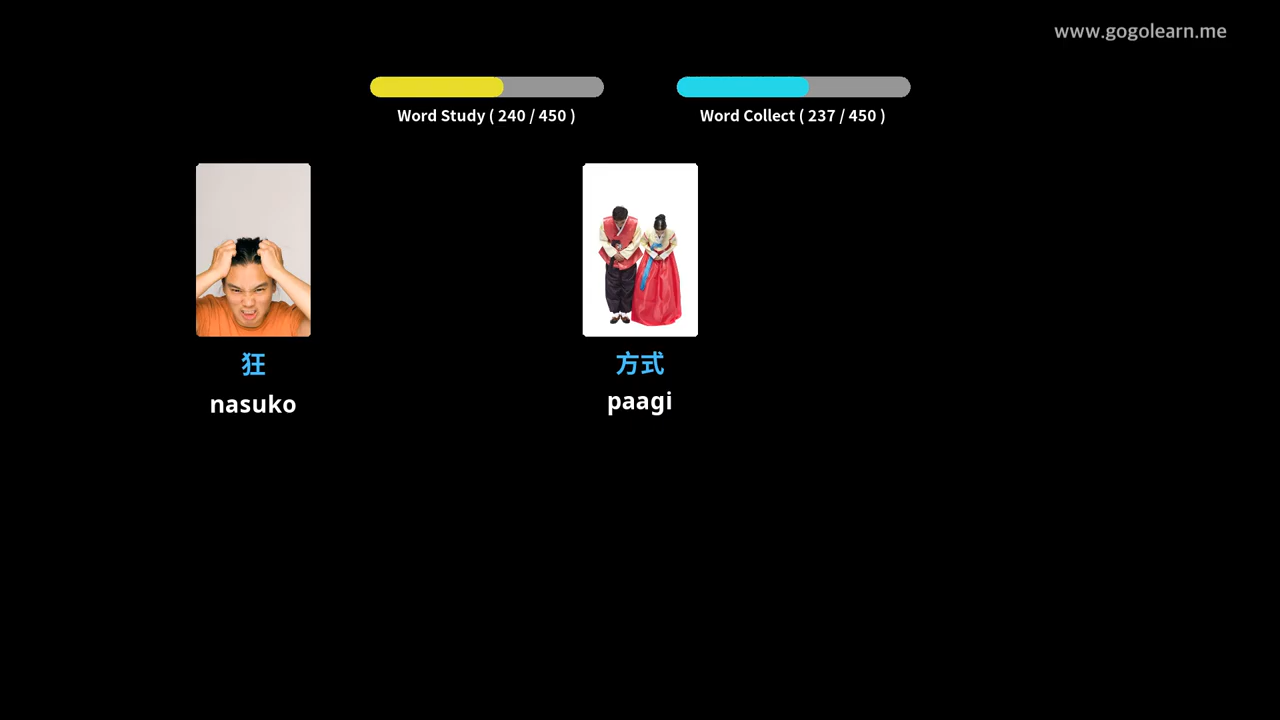 www.gogolearn.me
Word Study ( 240 / 450 )
Word Collect ( 237 / 450 )
狂
nasuko
方式
paagi